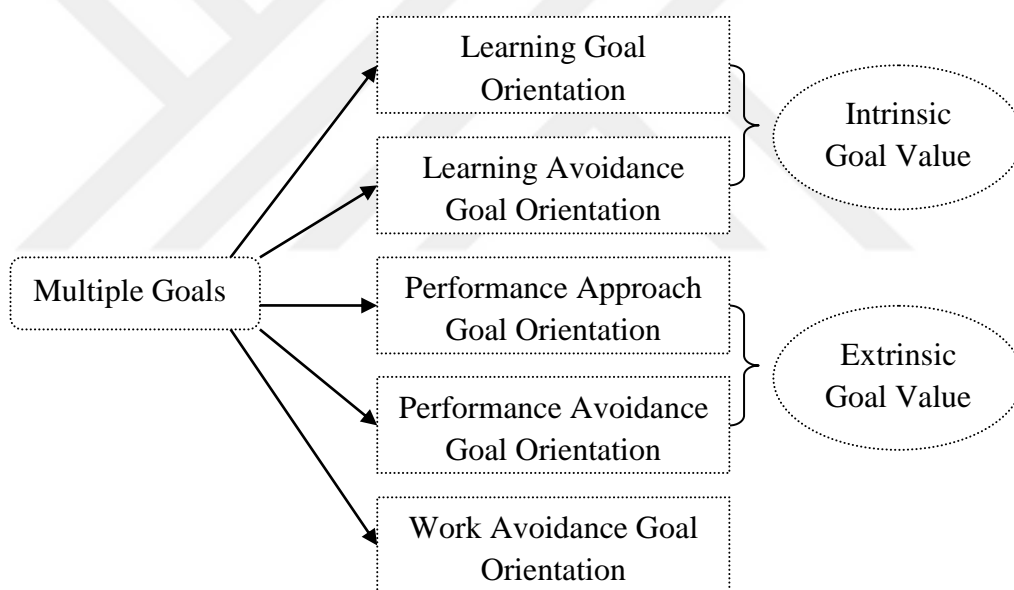 Learning Goal
Orientation
Intrinsic
Goal Value
Learning Avoidance
Goal Orientation
Multiple Goals
Performance Approach
Goal Orientation
Extrinsic
Goal Value
Performance Avoidance
Goal Orientation
Work Avoidance Goal
Orientation